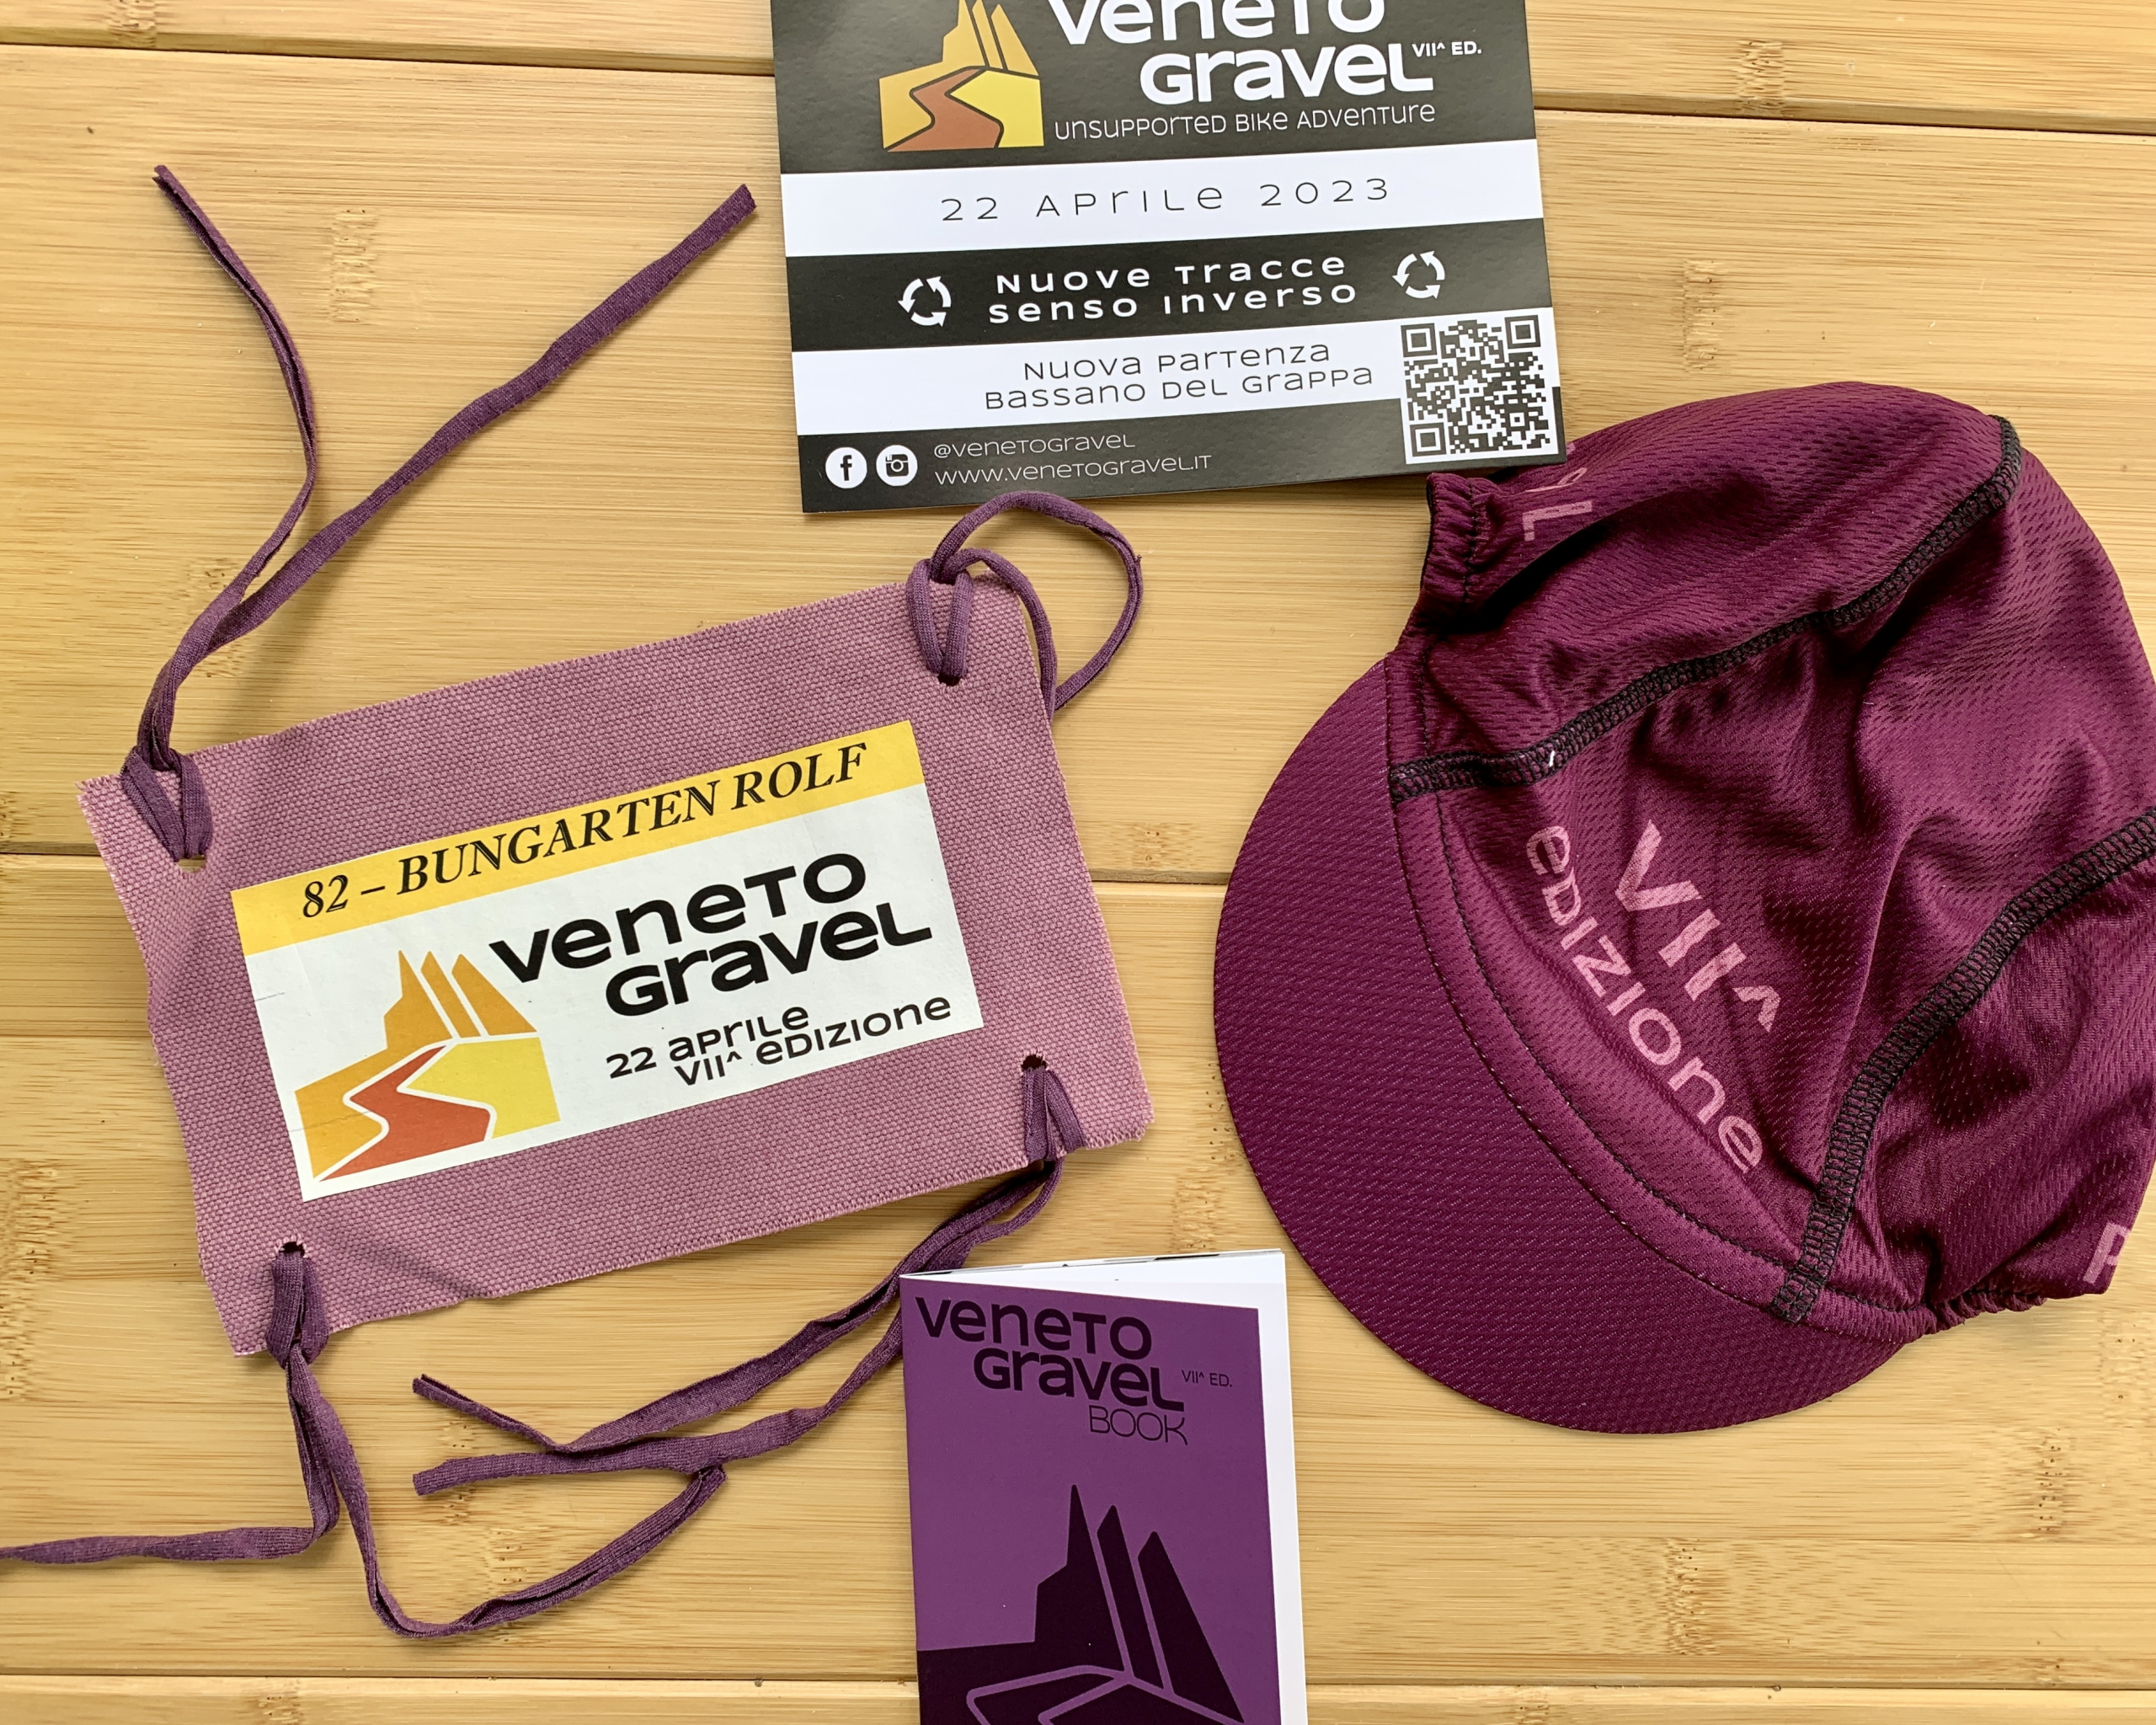 veneto
gravel VII^ ED.
unsupported bike adventure
22 aprile 2023
nuove tracce
senso inverso
nuova partenza
bassano del grappa
@venetogravel
www.venetogravel.it
82 – BUNGARTEN ROLF
veneto
gravel
22 aprile
VII^ edizione
VII^
edizione
veneto
gravel VII^ ED.
BOOK